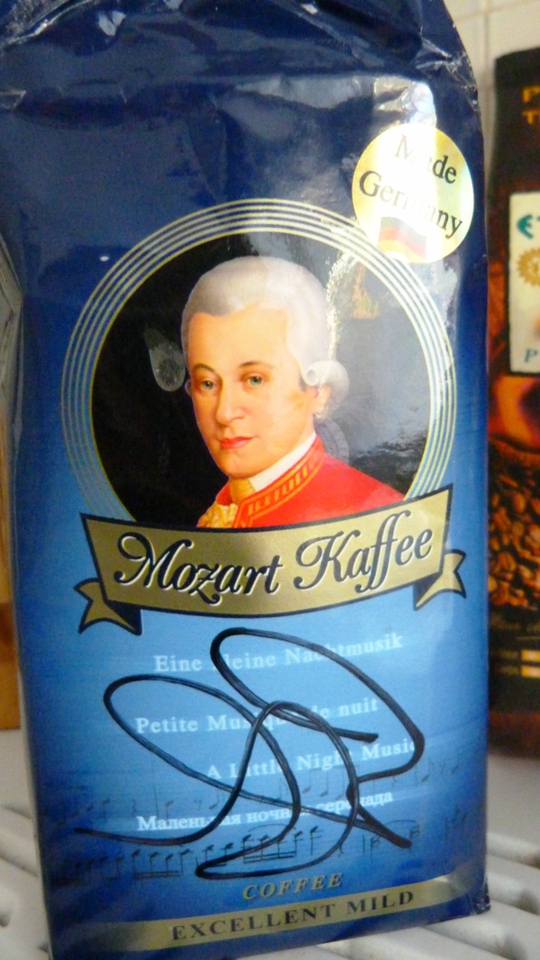 Made
Germany
Mozart Kaffee
Eine kleine Nachtmusik
Petite Musique de nuit
A Little Night Music
Маленькая ночная серенада
COFFEE
EXCELLENT MILD